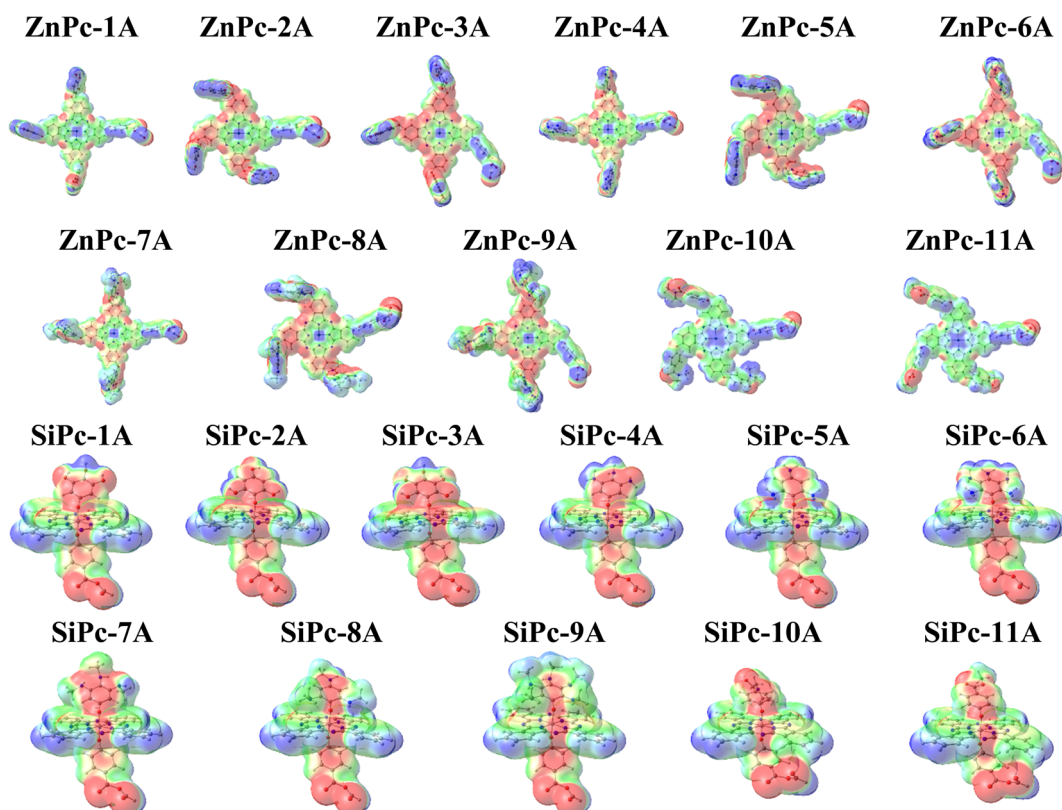 ZnPc-1A ZnPc-2A ZnPc-3A ZnPc-4A ZnPc-5A ZnPc-6A
ZnPc-7A ZnPc-8A ZnPc-9A ZnPc-10A ZnPc-11A
SiPc-1A SiPc-2A SiPc-3A SiPc-4A SiPc-5A SiPc-6A
SiPc-7A SiPc-8A SiPc-9A SiPc-10A SiPc-11A